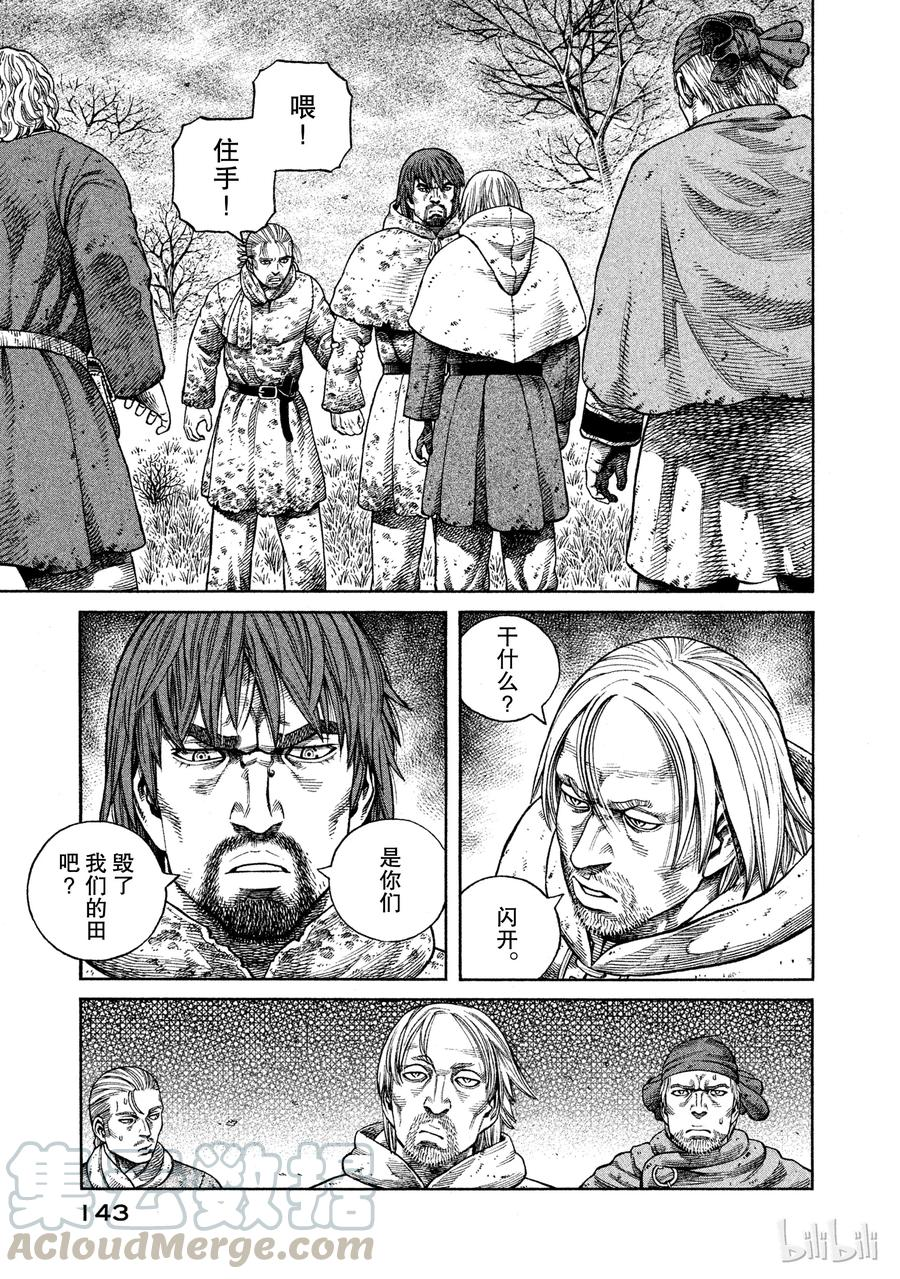 喂！
住手！
干什么？
闪开。
是你们
毁了
我们的田
吧？
143
集云数据
AcloudMerge.com
bilibili